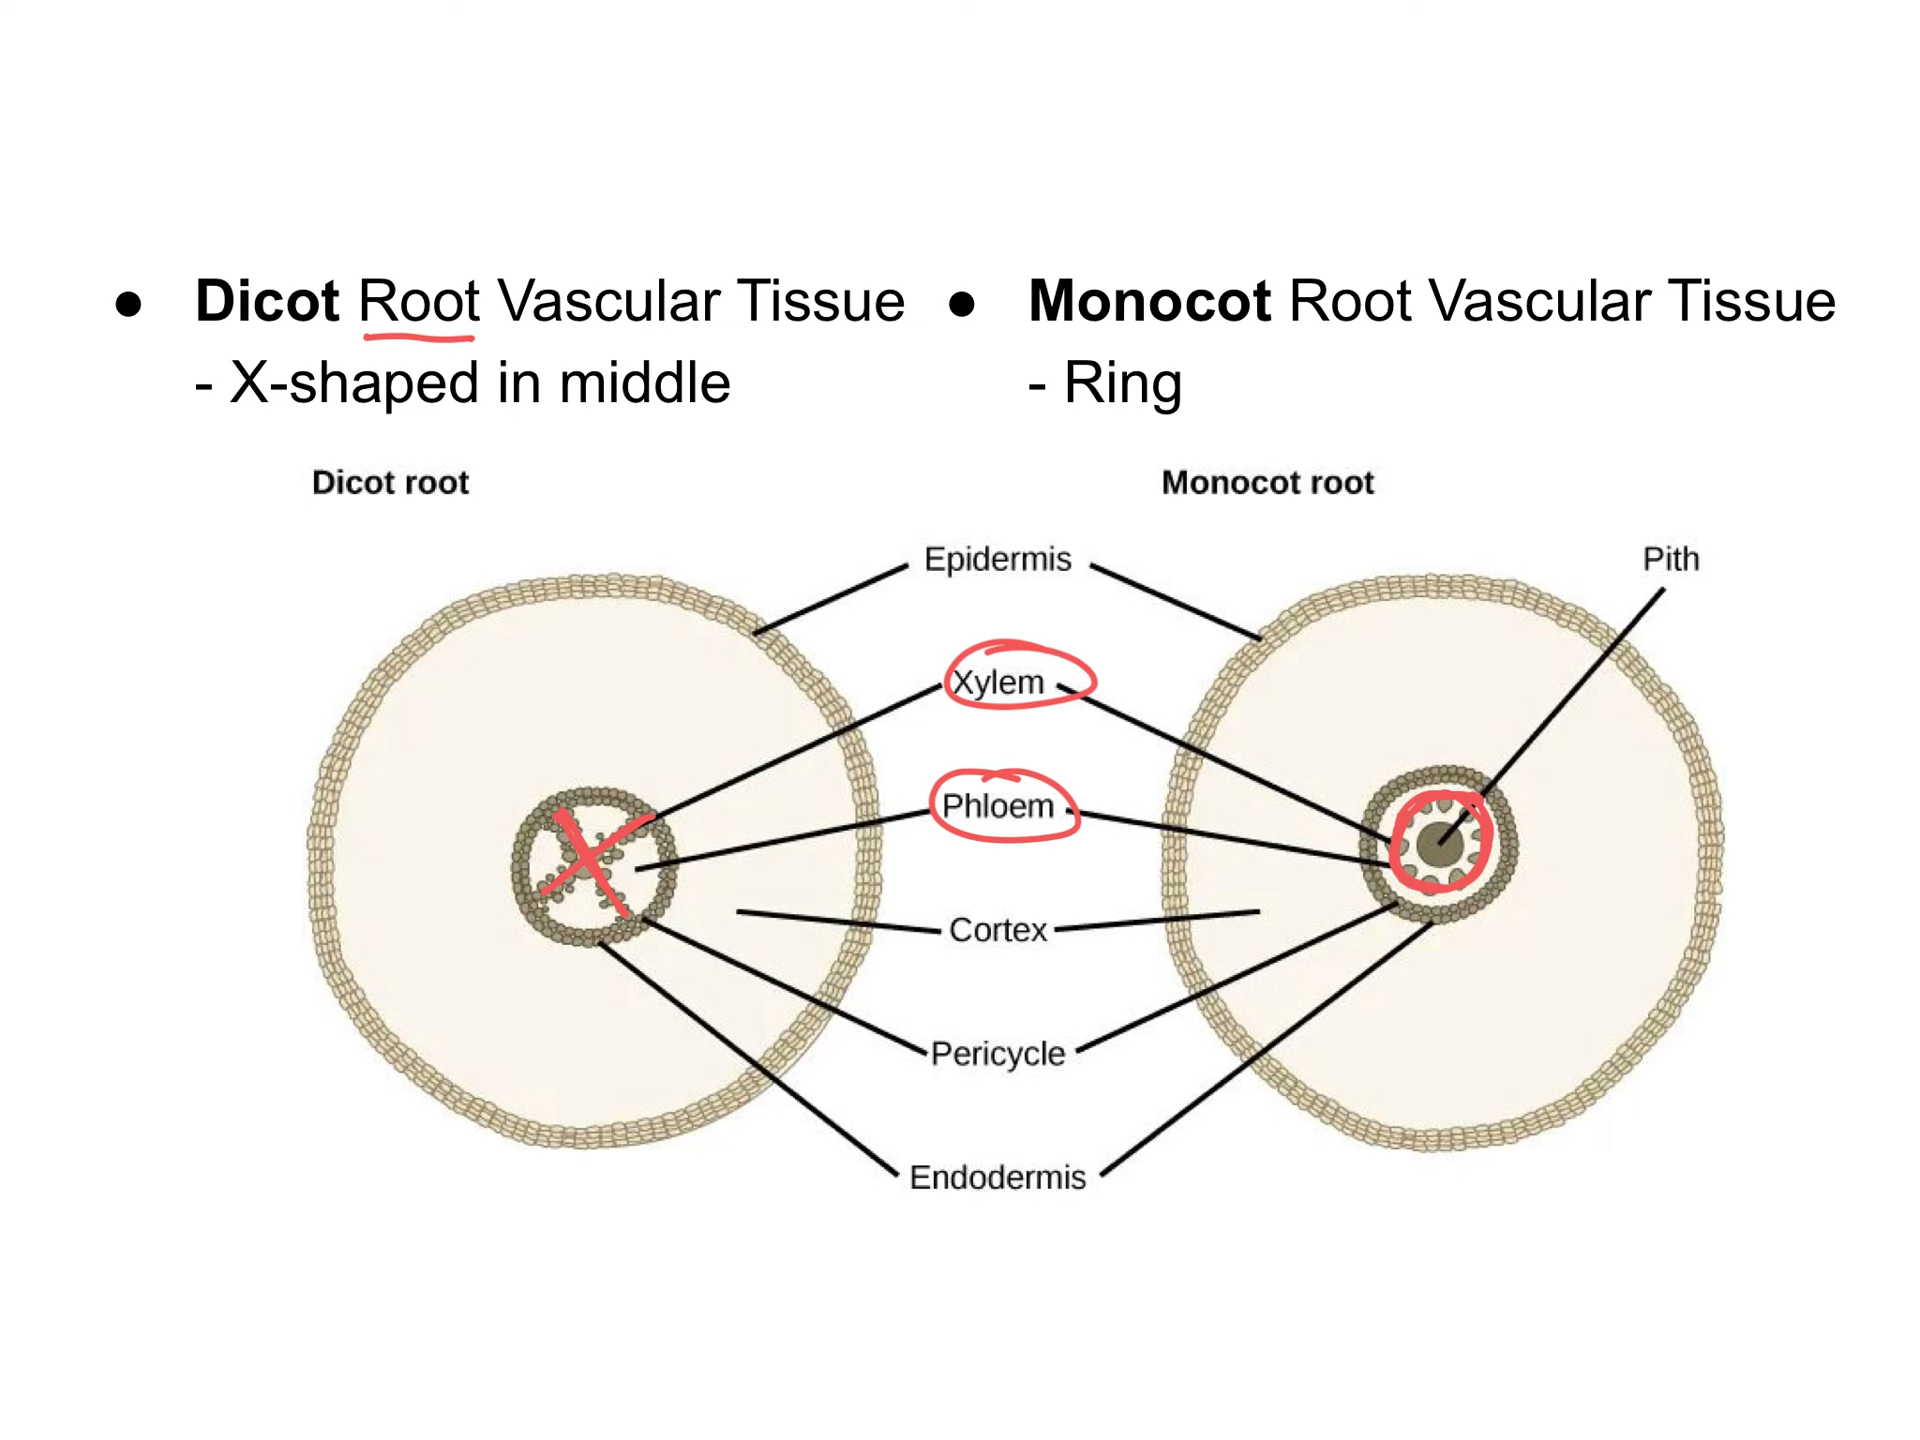 ● Dicot Root Vascular Tissue
- X-shaped in middle
● Monocot Root Vascular Tissue
- Ring
Dicot root
Monocot root
Epidermis
Pith
Xylem
Phloem
Cortex
Pericycle
Endodermis